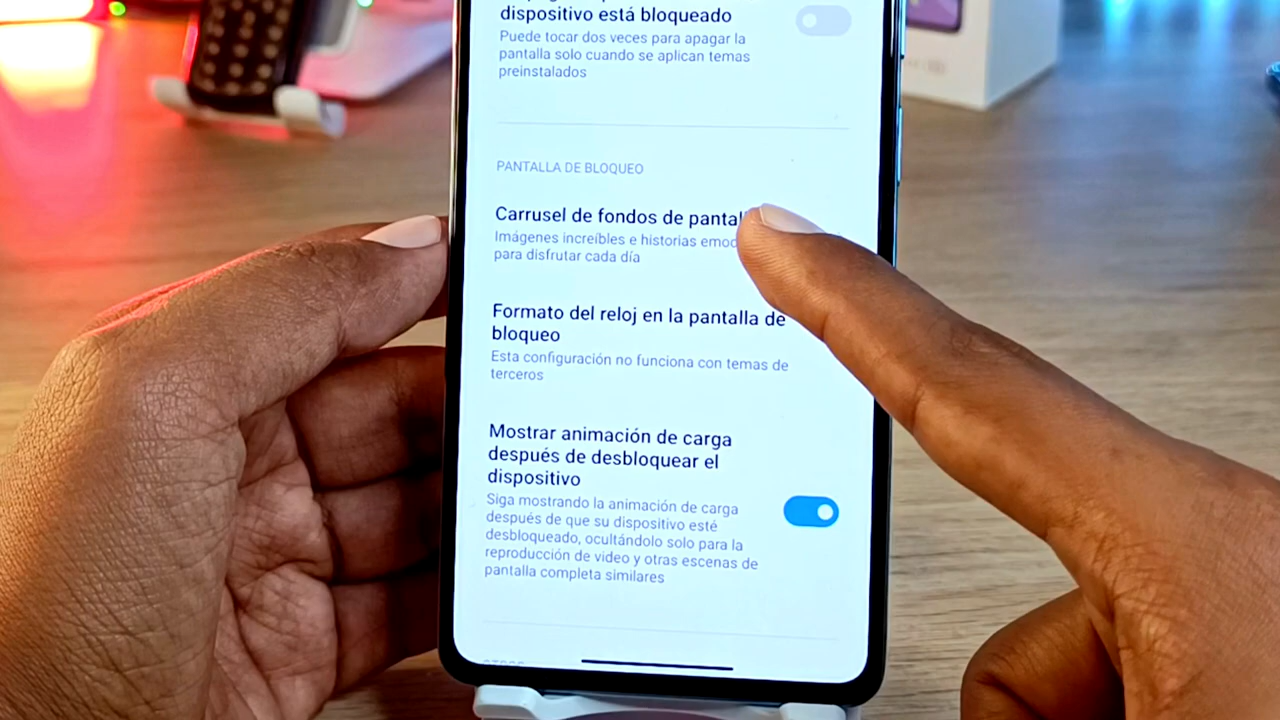 dispositivo está bloqueado
Puede tocar dos veces para apagar la
pantalla solo cuando se aplican temas
preinstalados
PANTALLA DE BLOQUEO
Carrusel de fondos de
Imágenes increíbles e historias
para disfrutar cada día
Formato del reloj en la pantalla de
bloqueo
Esta configuración no funciona con temas de
terceros
Mostrar animación de carga
después de desbloquear el
dispositivo
Siga mostrando la animación de carga
después de que su dispositivo esté
desbloqueado, ocultándolo solo para la
reproducción de video y otras escenas de
pantalla completa similares